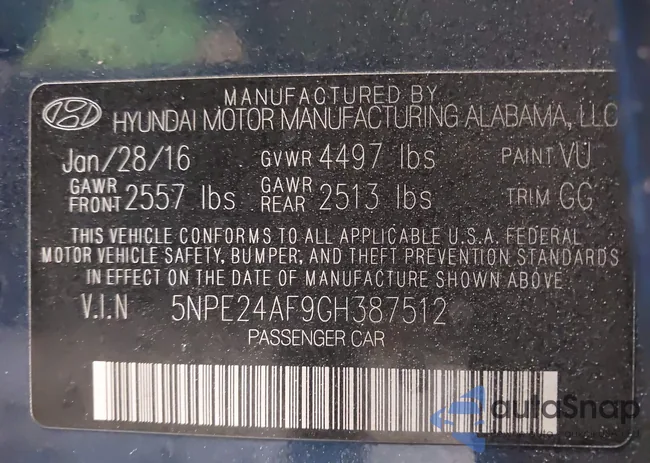 MANUFACTURED BY
HYUNDAI MOTOR MANUFACTURING ALABAMA, LLC
Jan/28/16 GVWR 4497 lbs PAINT VU
GAWR FRONT 2557 lbs GAWR REAR 2513 lbs TRIM GG
THIS VEHICLE CONFORMS TO ALL APPLICABLE U.S.A. FEDERAL
MOTOR VEHICLE SAFETY, BUMPER, AND THEFT PREVENTION STANDARDS
IN EFFECT ON THE DATE OF MANUFACTURE SHOWN ABOVE
V.I.N 5NPE24AF9GH387512
PASSENGER CAR
autoSnap